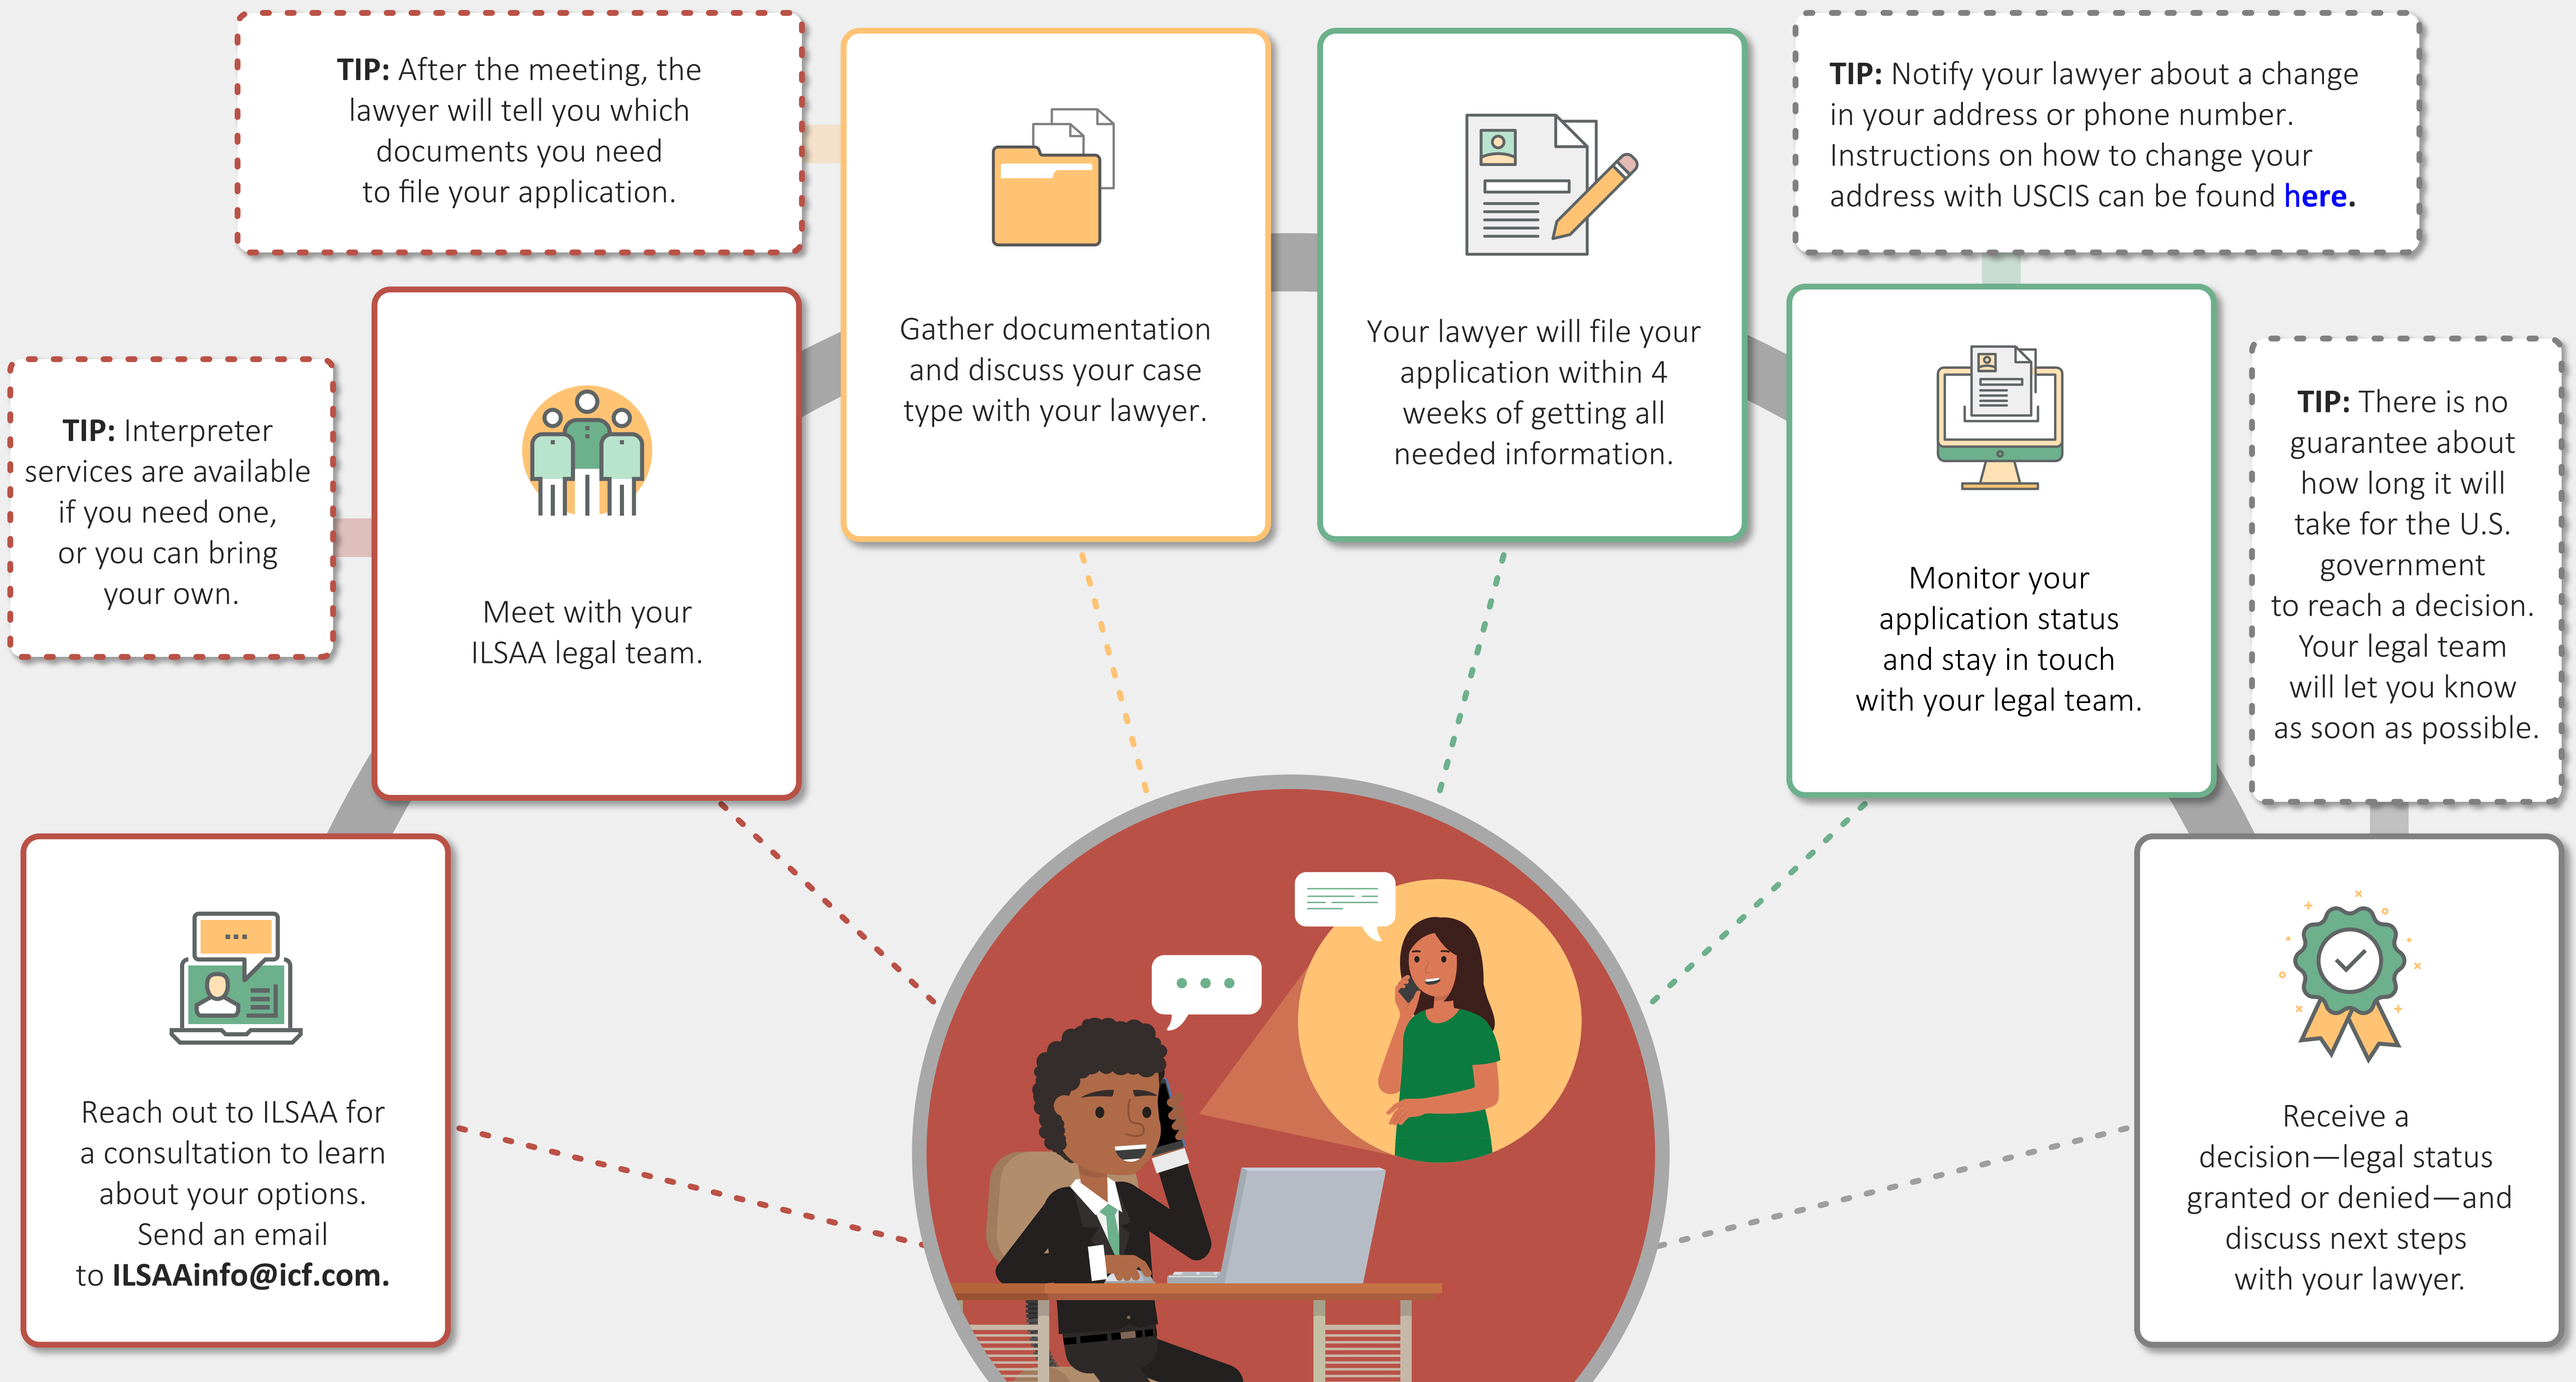 Reach out to ILSAA for
a consultation to learn
about your options.
Send an email
to ILSAAinfo@icf.com.
TIP: Interpreter
services are available
if you need one,
or you can bring
your own.
Meet with your
ILSAA legal team.
TIP: After the meeting, the
lawyer will tell you which
documents you need
to file your application.
Gather documentation
and discuss your case
type with your lawyer.
Your lawyer will file your
application within 4
weeks of getting all
needed information.
TIP: Notify your lawyer about a change
in your address or phone number.
Instructions on how to change your
address with USCIS can be found here.
Monitor your
application status
and stay in touch
with your legal team.
TIP: There is no
guarantee about
how long it will
take for the U.S.
government
to reach a decision.
Your legal team
will let you know
as soon as possible.
Receive a
decision—legal status
granted or denied—and
discuss next steps
with your lawyer.